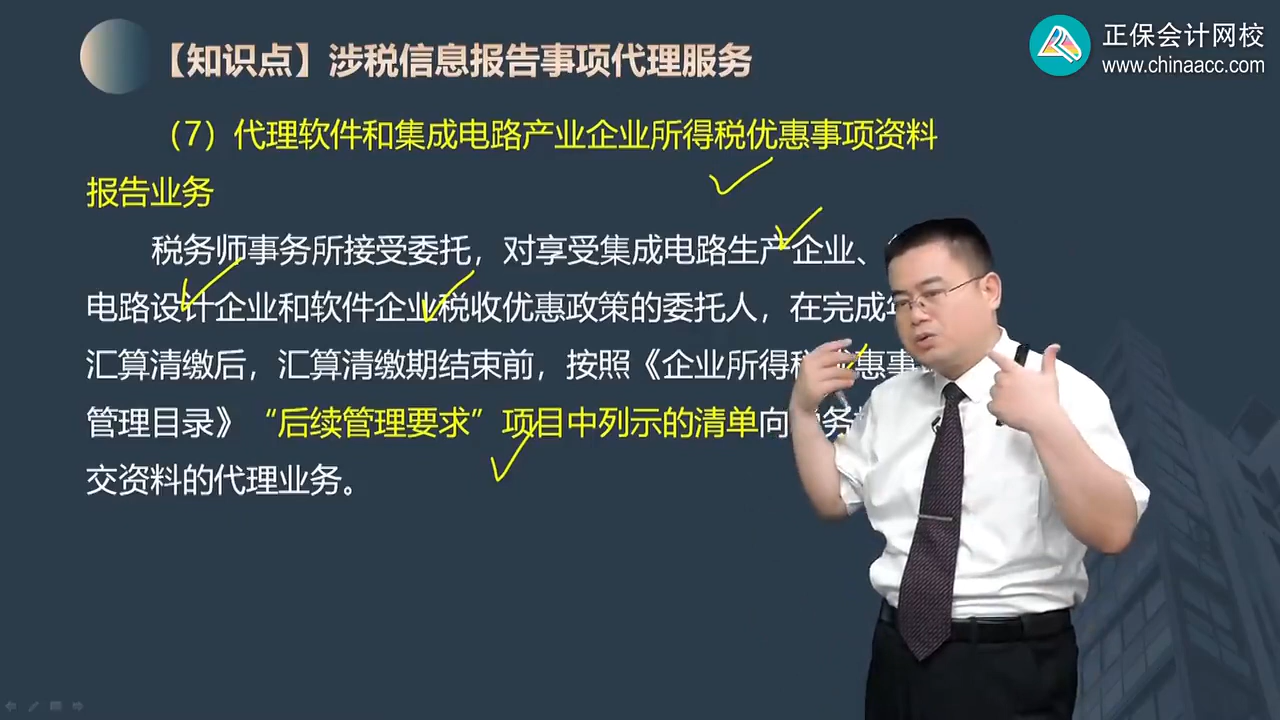 【知识点】涉税信息报告事项代理服务
正保会计网校
www.chinaacc.com
（7）代理软件和集成电路产业企业所得税优惠事项资料
报告业务
税务师事务所接受委托，对享受集成电路生产企业、
电路设计企业和软件企业税收优惠政策的委托人，在完成
汇算清缴后，汇算清缴期结束前，按照《企业所得税优惠事
管理目录》“后续管理要求”项目中列示的清单向税务
交资料的代理业务。